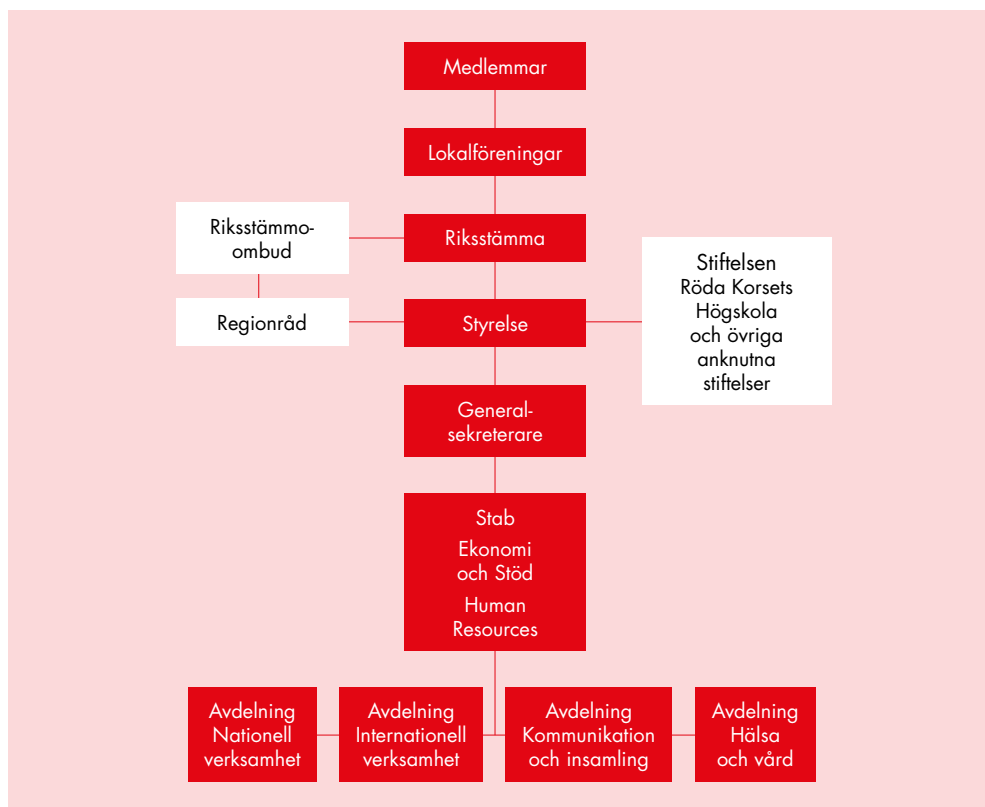 Medlemmar
Lokalföreningar
Riksstämmo-
ombud
Riksstämma
Stiftelsen
Röda Korsets
Högskola
och övriga
anknutna
stiftelser
Regionråd
Styrelse
General-
sekreterare
Stab
Ekonomi
och Stöd
Human
Resources
Avdelning
Nationell
verksamhet
Avdelning
Internationell
verksamhet
Avdelning
Kommunikation
och insamling
Avdelning
Hälsa
och vård